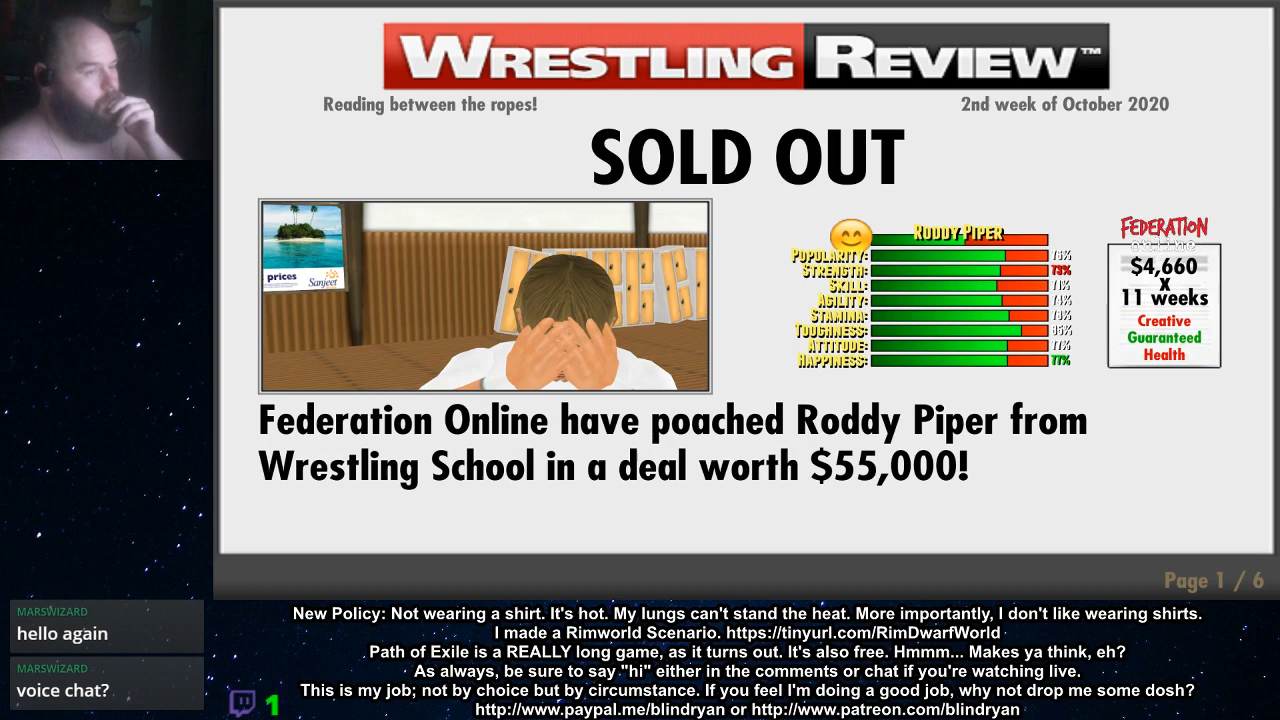 WRESTLING REVIEW™
Reading between the ropes!
2nd week of October 2020
SOLD OUT
prices
Sanjeet
RODDY PIPER
POPULARITY: 76%
STRENGTH: 73%
SKILL: 71%
AGILITY: 74%
STAMINA: 78%
TOUGHNESS: 85%
ATTITUDE: 77%
HAPPINESS: 77%
FEDERATION
online
$4,660
X
11 weeks
Creative
Guaranteed
Health
Federation Online have poached Roddy Piper from
Wrestling School in a deal worth $55,000!
Page 1 / 6
MARSWIZARD
hello again
MARSWIZARD
voice chat?
1
New Policy: Not wearing a shirt. It's hot. My lungs can't stand the heat. More importantly, I don't like wearing shirts.
I made a Rimworld Scenario. https://tinyurl.com/RimDwarfWorld
Path of Exile is a REALLY long game, as it turns out. It's also free. Hmmm... Makes ya think, eh?
As always, be sure to say "hi" either in the comments or chat if you're watching live.
This is my job; not by choice but by circumstance. If you feel I'm doing a good job, why not drop me some dosh?
http://www.paypal.me/blindryan or http://www.patreon.com/blindryan